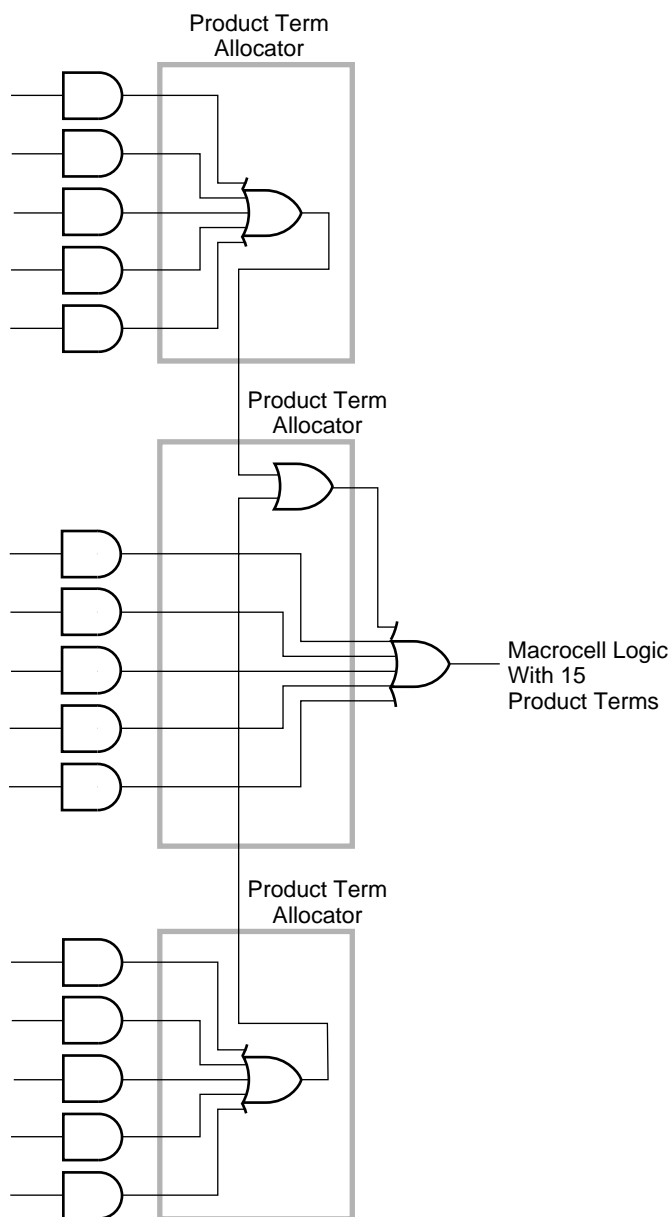 Product Term
Allocator
Product Term
Allocator
Macrocell Logic
With 15
Product Terms
Product Term
Allocator